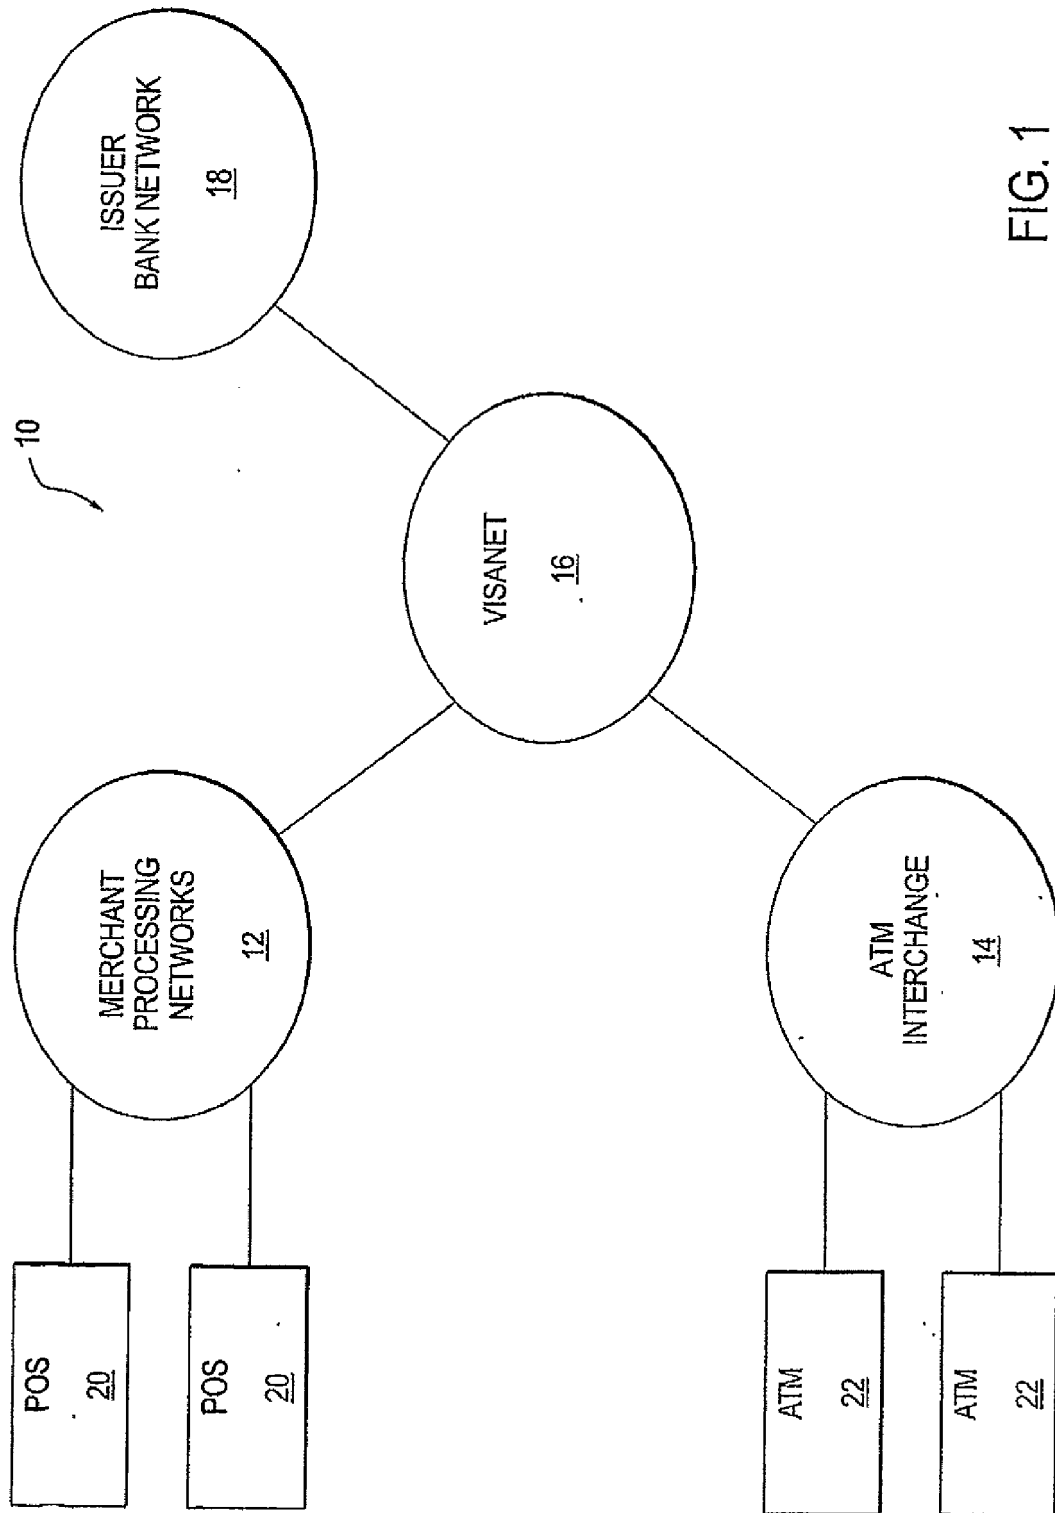 10
POS
20
POS
20
MERCHANT
PROCESSING
NETWORKS
12
VISANET
16
ISSUER
BANK NETWORK
18
ATM
22
ATM
22
ATM
INTERCHANGE
14
FIG. 1